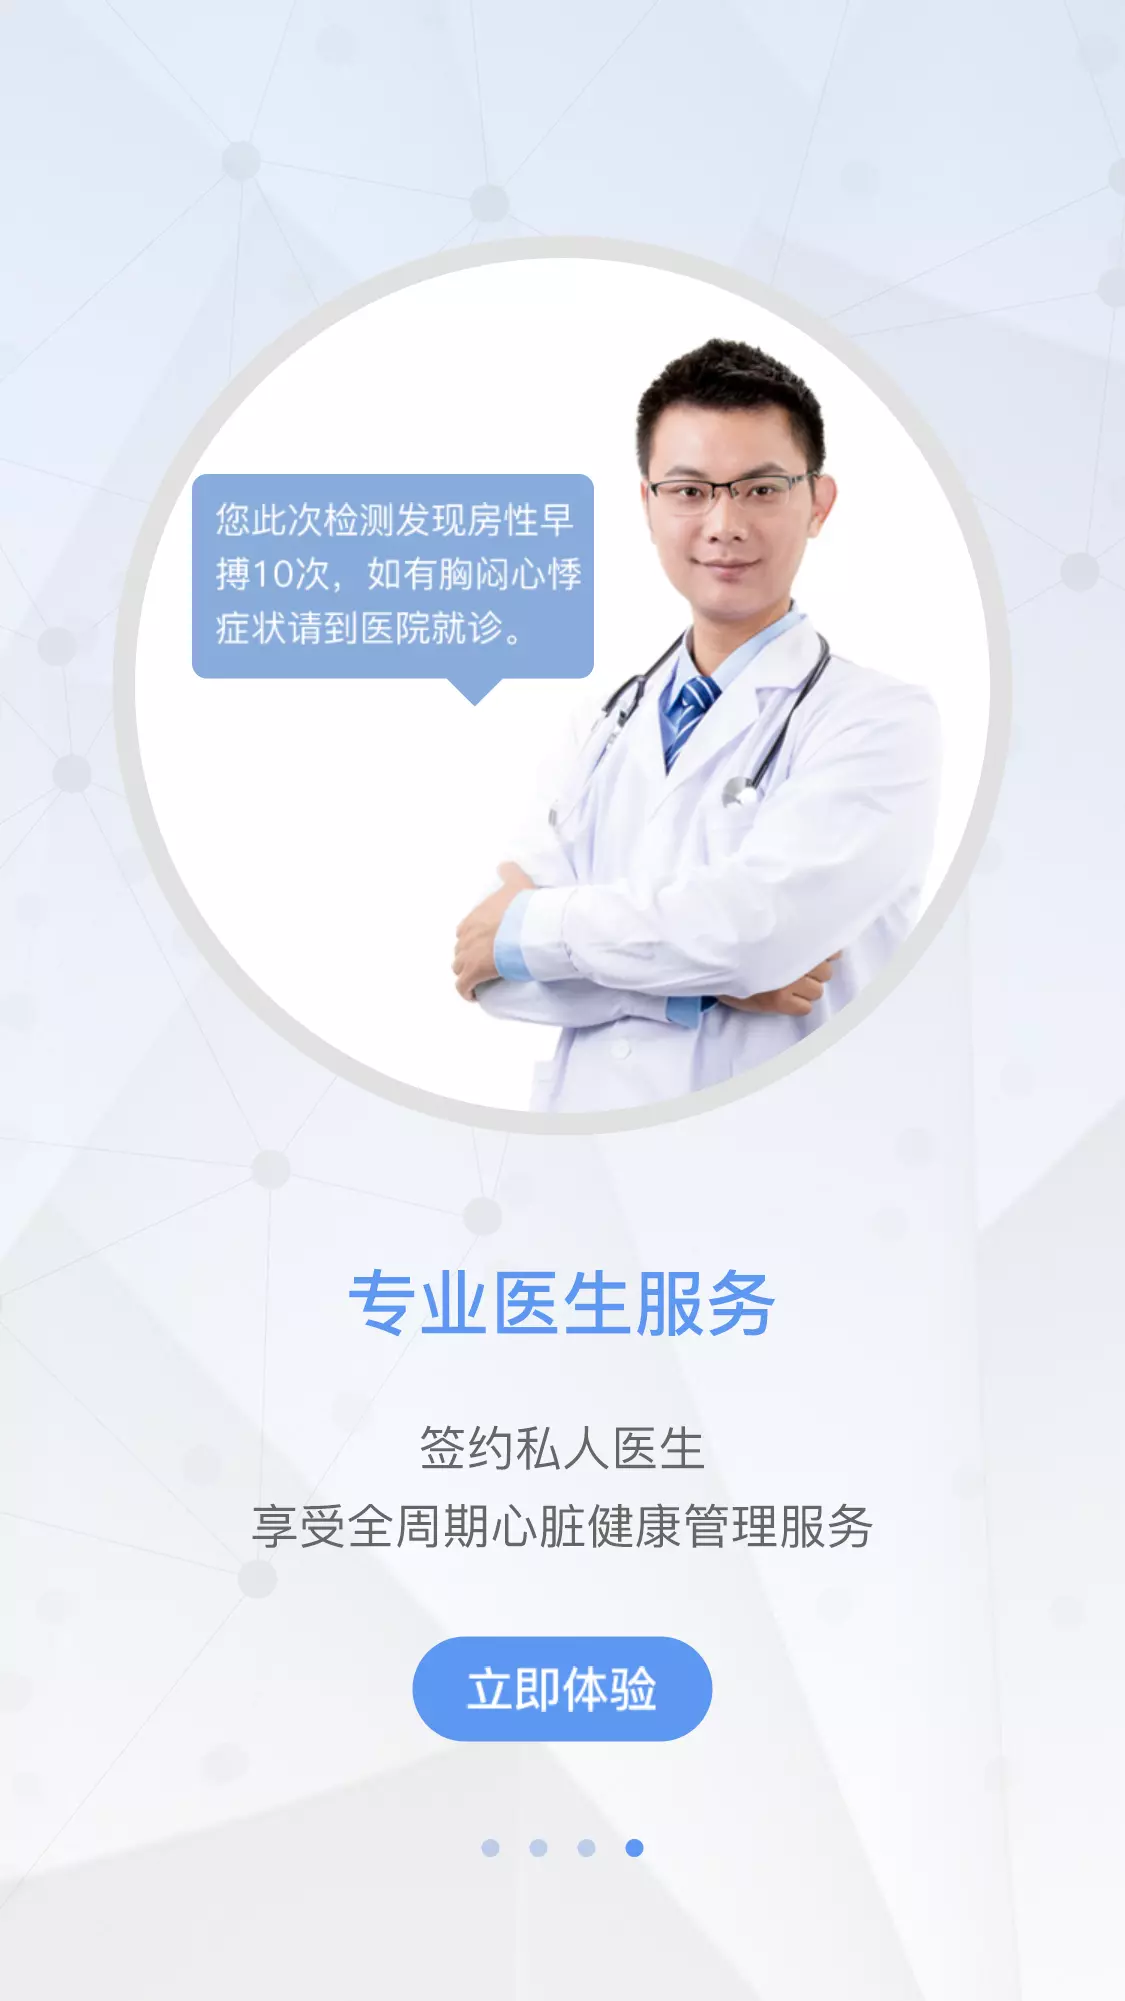 您此次检测发现房性早
搏10次，如有胸闷心悸
症状请到医院就诊。
专业医生服务
签约私人医生
享受全周期心脏健康管理服务
立即体验